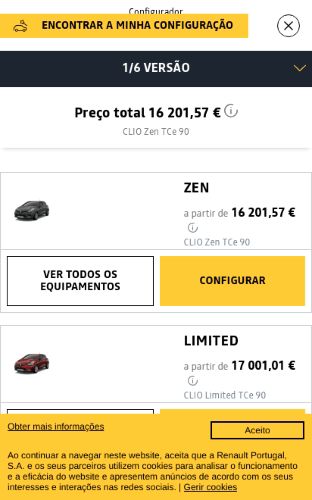 Configurador
ENCONTRAR A MINHA CONFIGURAÇÃO
1/6 VERSÃO
Preço total 16 201,57 €
CLIO Zen TCe 90
ZEN
a partir de 16 201,57 €
CLIO Zen TCe 90
VER TODOS OS
EQUIPAMENTOS
CONFIGURAR
LIMITED
a partir de 17 001,01 €
CLIO Limited TCe 90
Obter mais informações
Aceito
Ao continuar a navegar neste website, aceita que a Renault Portugal,
S.A. e os seus parceiros utilizem cookies para analisar o funcionamento
e a eficácia do website e apresentem anúncios de acordo com os seus
interesses e interações nas redes sociais. | Gerir cookies